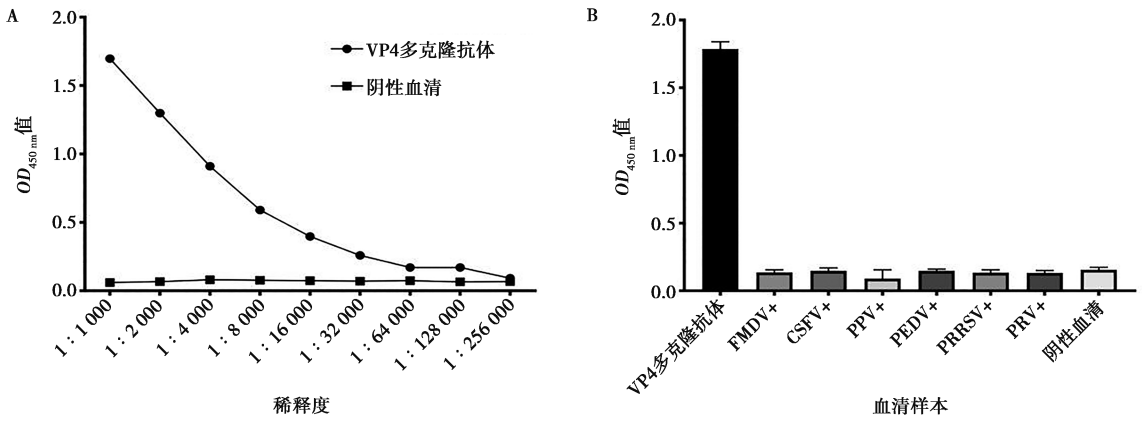 A
2.0
1.5
1.0
0.5
0.0
OD450 nm值
VP4多克隆抗体
阴性血清
1:1 000
1:2 000
1:4 000
1:8 000
1:16 000
1:32 000
1:64 000
1:128 000
1:256 000
稀释度
B
2.0
1.5
1.0
0.5
0.0
OD450 nm值
VP4多克隆抗体
FMDV+
CSFV+
PPV+
PEDV+
PRRSV+
PRV+
阴性血清
血清样本